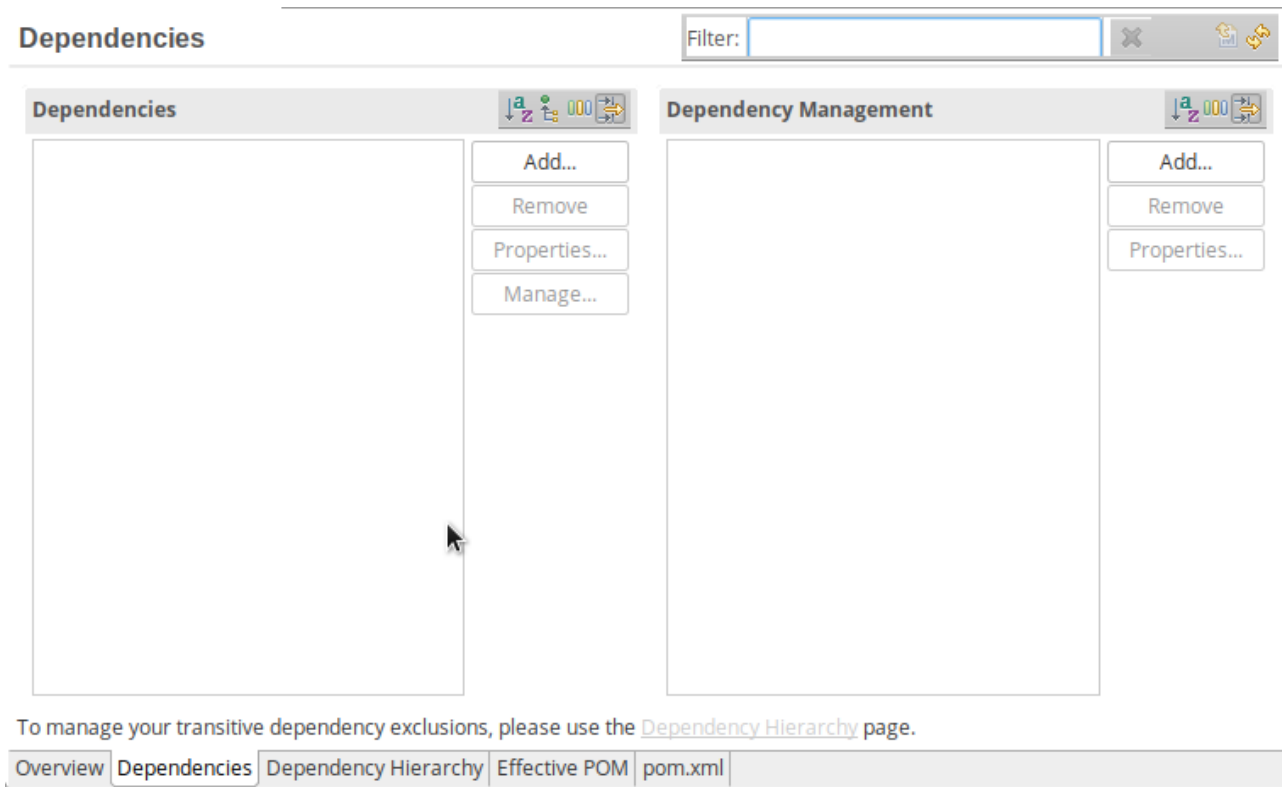 Dependencies
Filter:
Dependencies
Dependency Management
Add...
Remove
Properties...
Manage...
Add...
Remove
Properties...
To manage your transitive dependency exclusions, please use the Dependency Hierarchy page.
Overview Dependencies Dependency Hierarchy Effective POM pom.xml